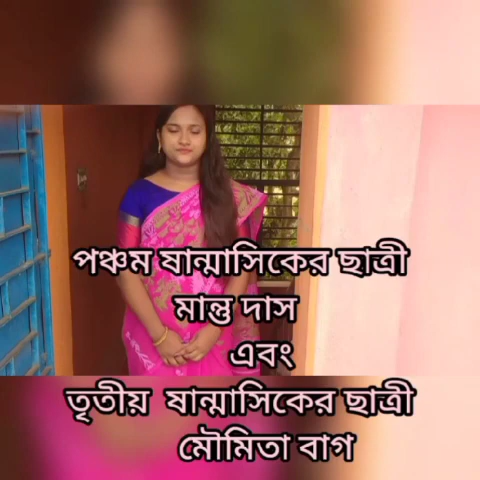 পঞ্চম ষান্মাসিকের ছাত্রী
মান্তু দাস
এবং
তৃতীয় ষান্মাসিকের ছাত্রী
মৌমিতা বাগ